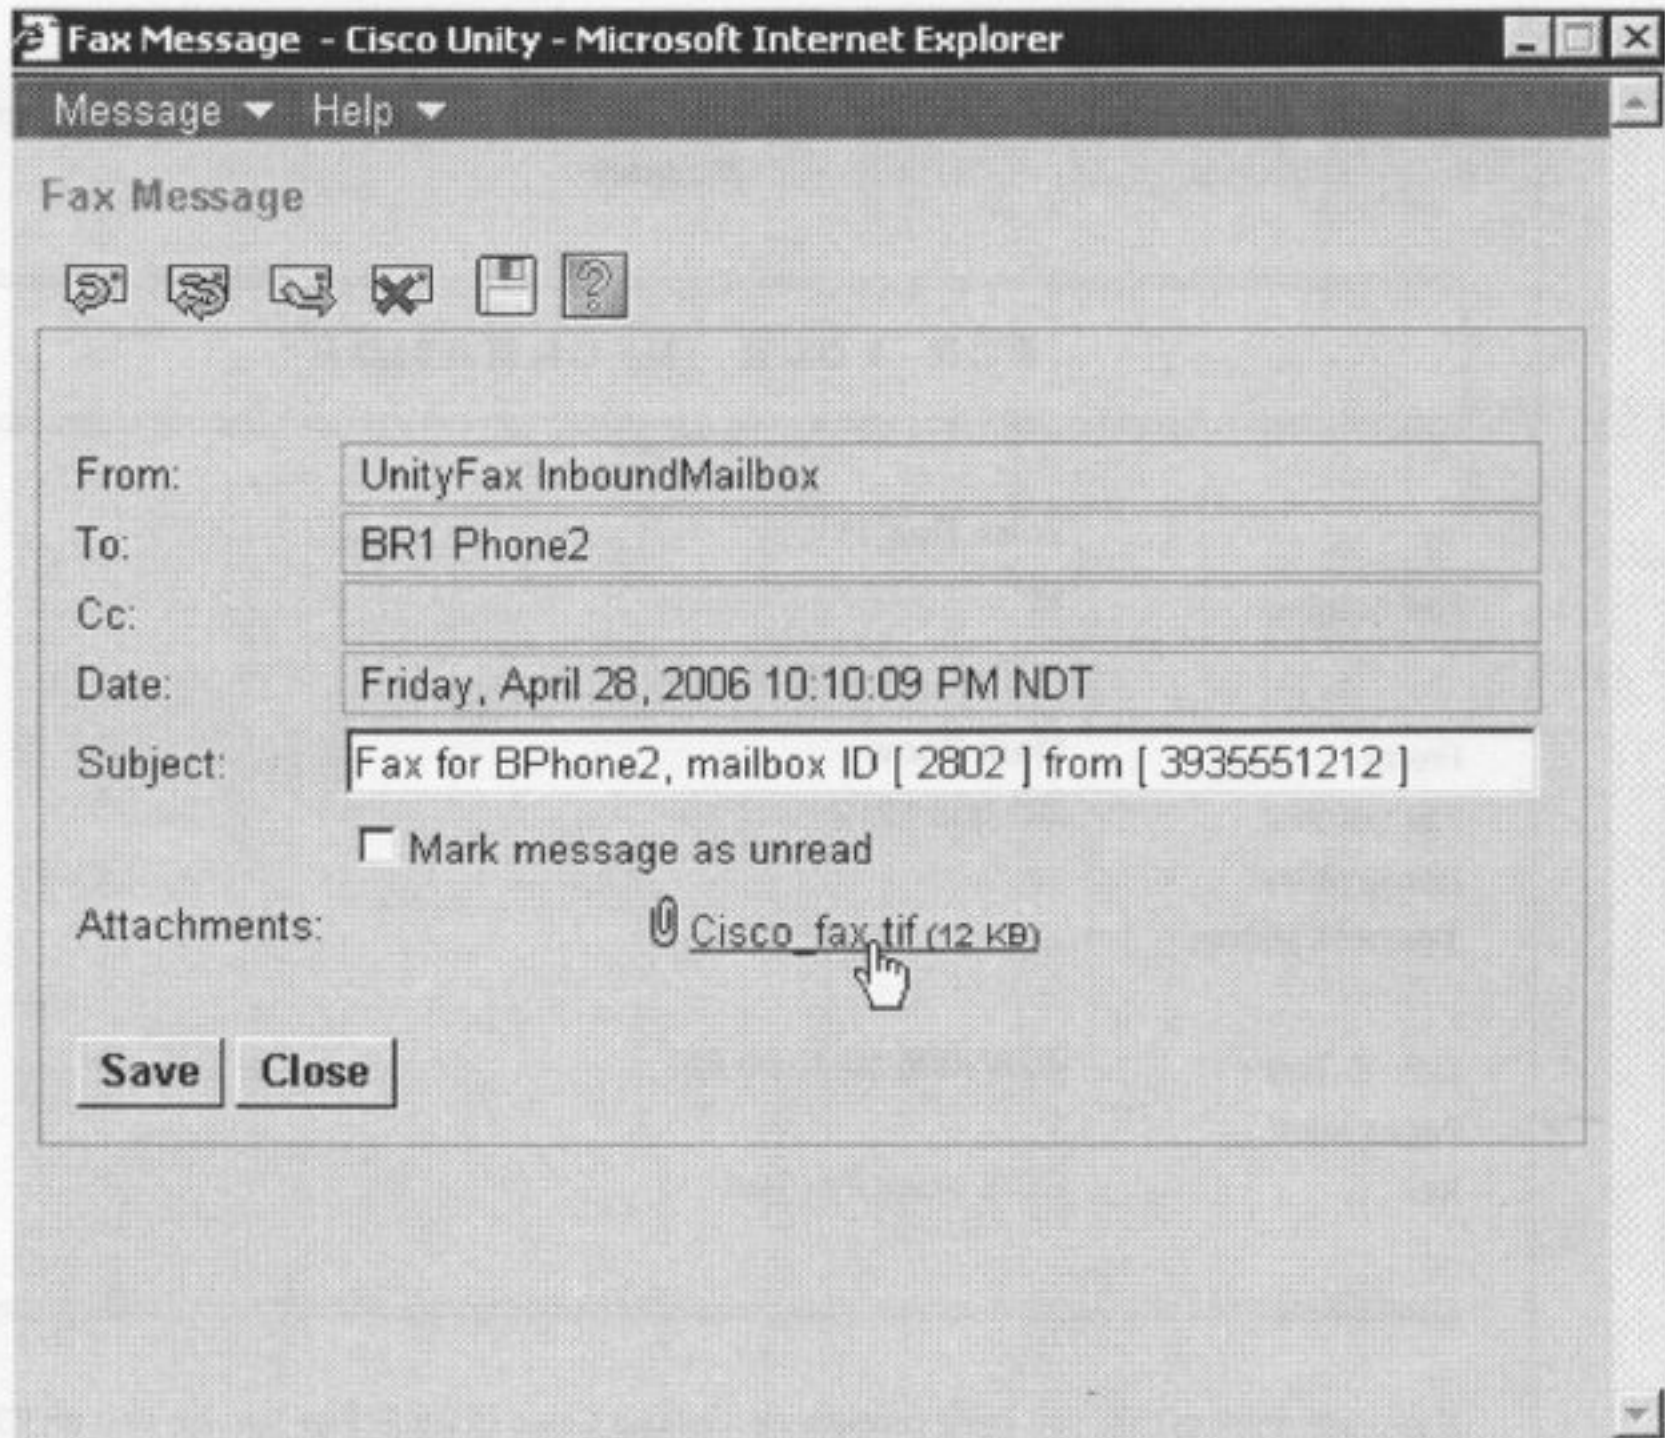 Fax Message - Cisco Unity - Microsoft Internet Explorer
Message Help
Fax Message
From: UnityFax InboundMailbox
To: BR1 Phone2
Cc:
Date: Friday, April 28, 2006 10:10:09 PM NDT
Subject: Fax for BPhone2, mailbox ID [ 2802 ] from [ 3935551212 ]
Mark message as unread
Attachments: Cisco_fax.tif (12 KB)
Save Close